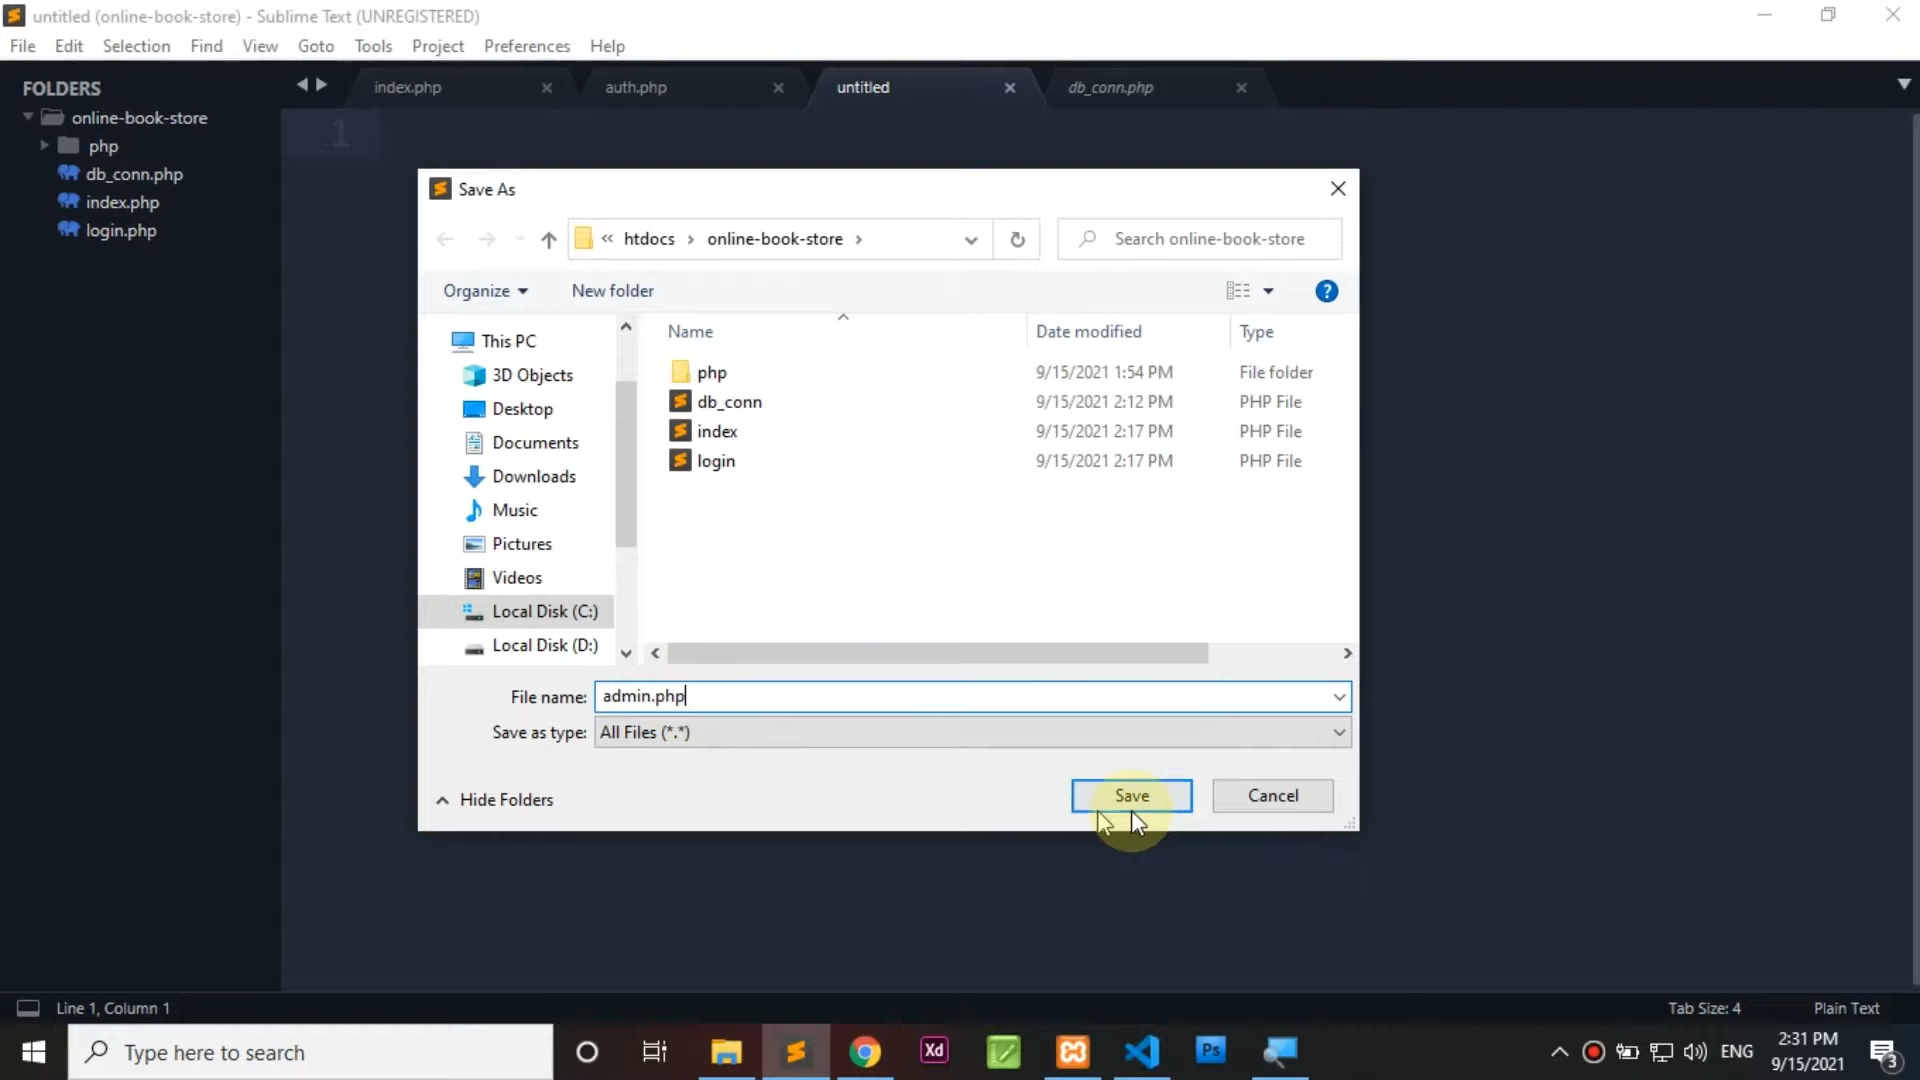 untitled (online-book-store) - Sublime Text (UNREGISTERED)
File Edit Selection Find View Goto Tools Project Preferences Help
FOLDERS
online-book-store
php
db_conn.php
index.php
login.php
index.php
auth.php
untitled
db_conn.php
1
Save As
« htdocs › online-book-store ›
Search online-book-store
Organize
New folder
This PC
3D Objects
Desktop
Documents
Downloads
Music
Pictures
Videos
Local Disk (C:)
Local Disk (D:)
Name Date modified Type
php 9/15/2021 1:54 PM File folder
db_conn 9/15/2021 2:12 PM PHP File
index 9/15/2021 2:17 PM PHP File
login 9/15/2021 2:17 PM PHP File
File name: admin.php
Save as type: All Files (*.*)
Hide Folders
Save
Cancel
Line 1, Column 1
Tab Size: 4
Plain Text
Type here to search
Xd
Ps
ENG
2:31 PM
9/15/2021
3